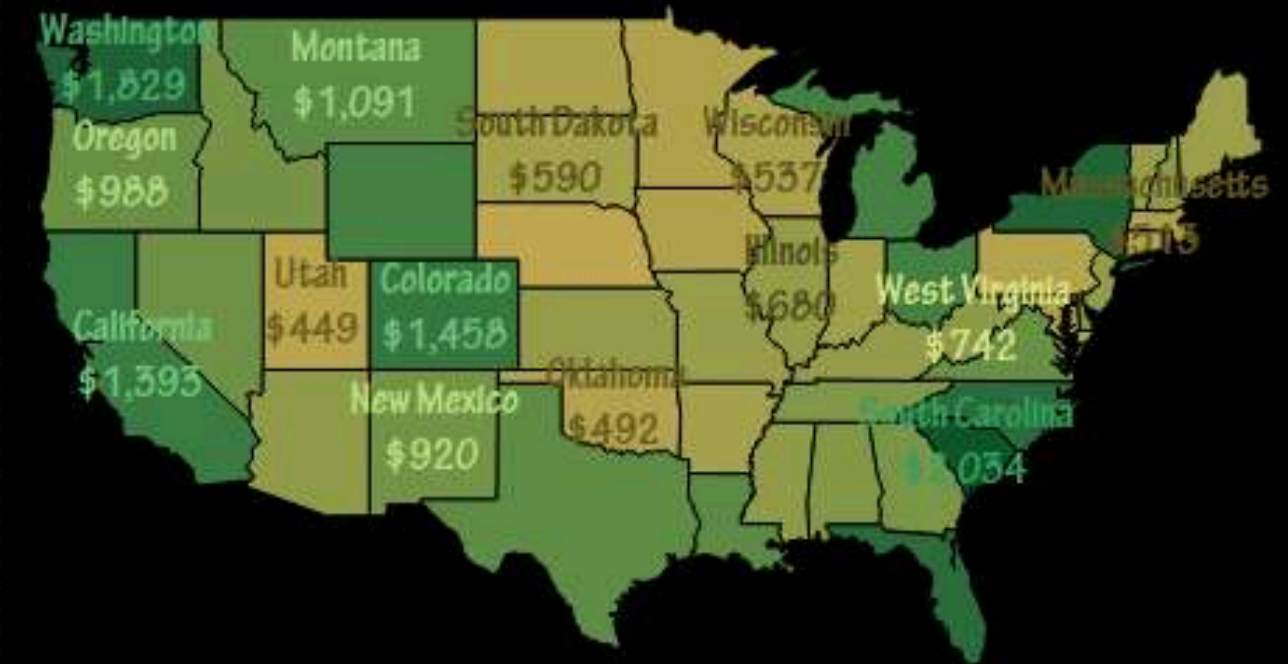 Washington
$1,829
Montana
$1,091
Oregon
$988
South Dakota
$590
Wisconsin
$537
Massachusetts
Utah
$449
Colorado
$1,458
Illinois
$680
West Virginia
$742
California
$1,393
Oklahoma
$492
New Mexico
$920
South Carolina